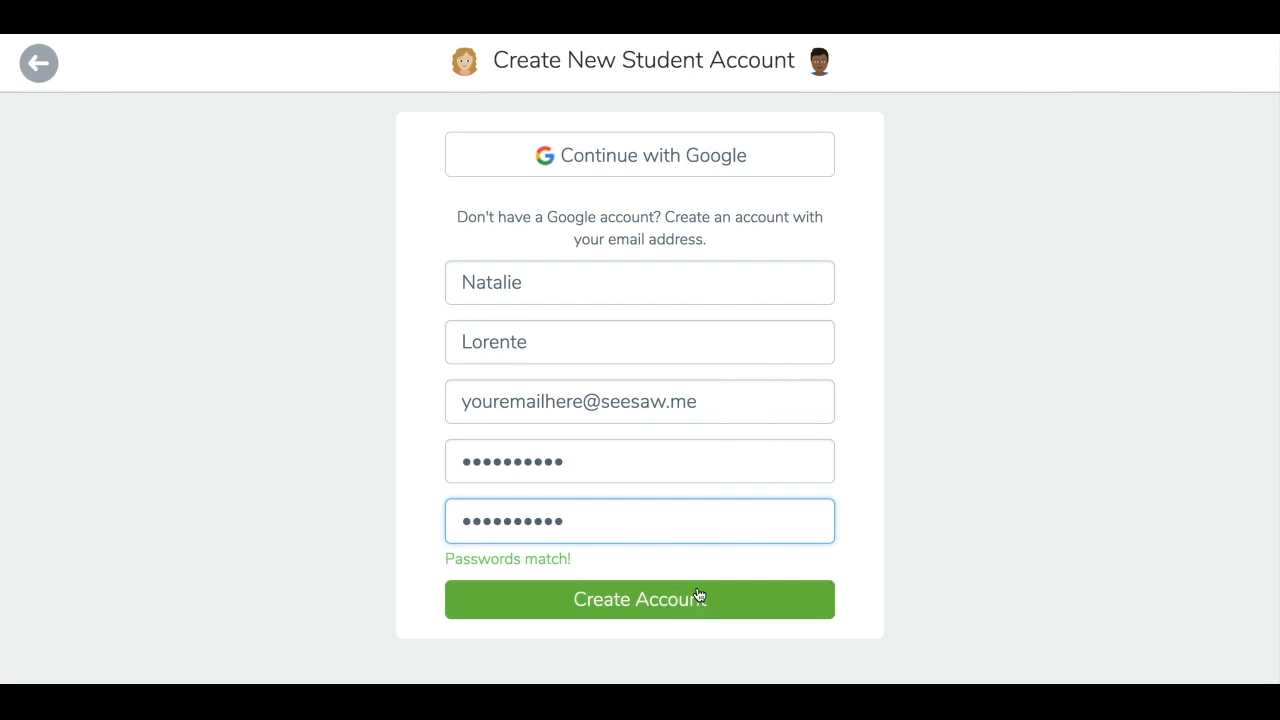 Create New Student Account
Continue with Google
Don't have a Google account? Create an account with
your email address.
Natalie
Lorente
youremailhere@seesaw.me
••••••••••
••••••••••
Passwords match!
Create Account